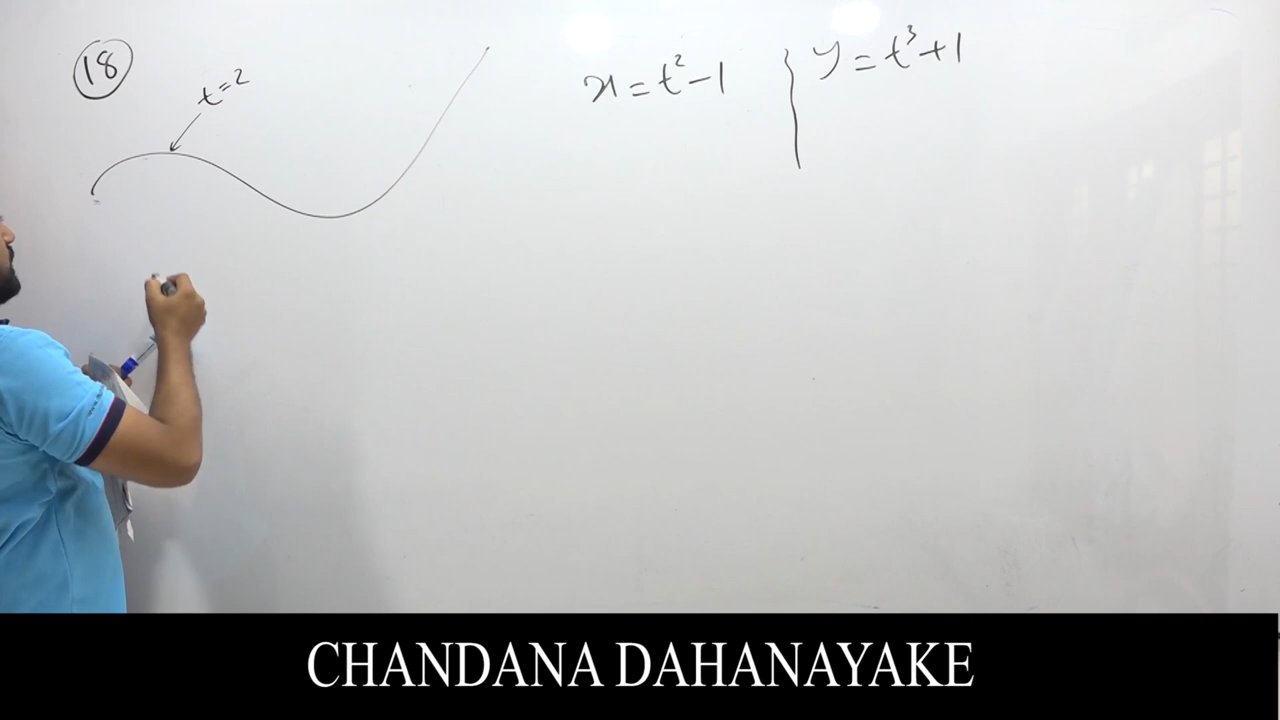 18
t=2
x = t² - 1
y = t³ + 1
CHANDANA DAHANAYAKE